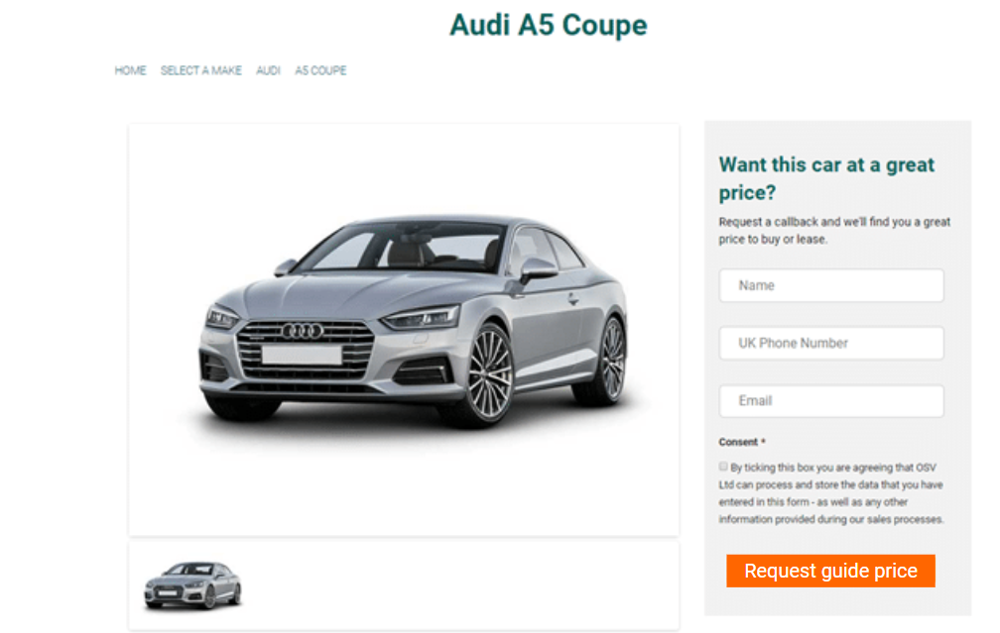 Audi A5 Coupe
HOME SELECT A MAKE AUDI A5 COUPE
Want this car at a great
price?
Request a callback and we'll find you a great
price to buy or lease.
Name
UK Phone Number
Email
Consent *
By ticking this box you are agreeing that OSV
Ltd can process and store the data that you have
entered in this form - as well as any other
information provided during our sales processes.
Request guide price